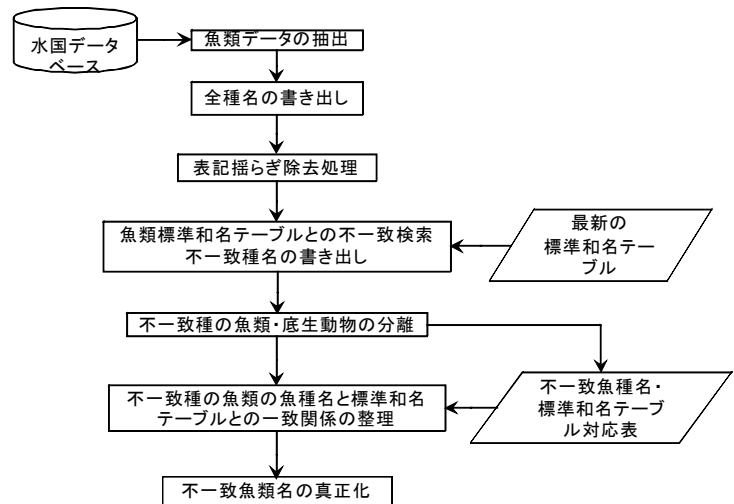 水国データ
ベース
魚類データの抽出
全種名の書き出し
表記揺らぎ除去処理
魚類標準和名テーブルとの不一致検索
不一致種名の書き出し
最新の
標準和名テー
ブル
不一致種の魚類・底生動物の分離
不一致種の魚類の魚種名と標準和名
テーブルとの一致関係の整理
不一致魚種名・
標準和名テーブ
ル対応表
不一致魚類名の真正化